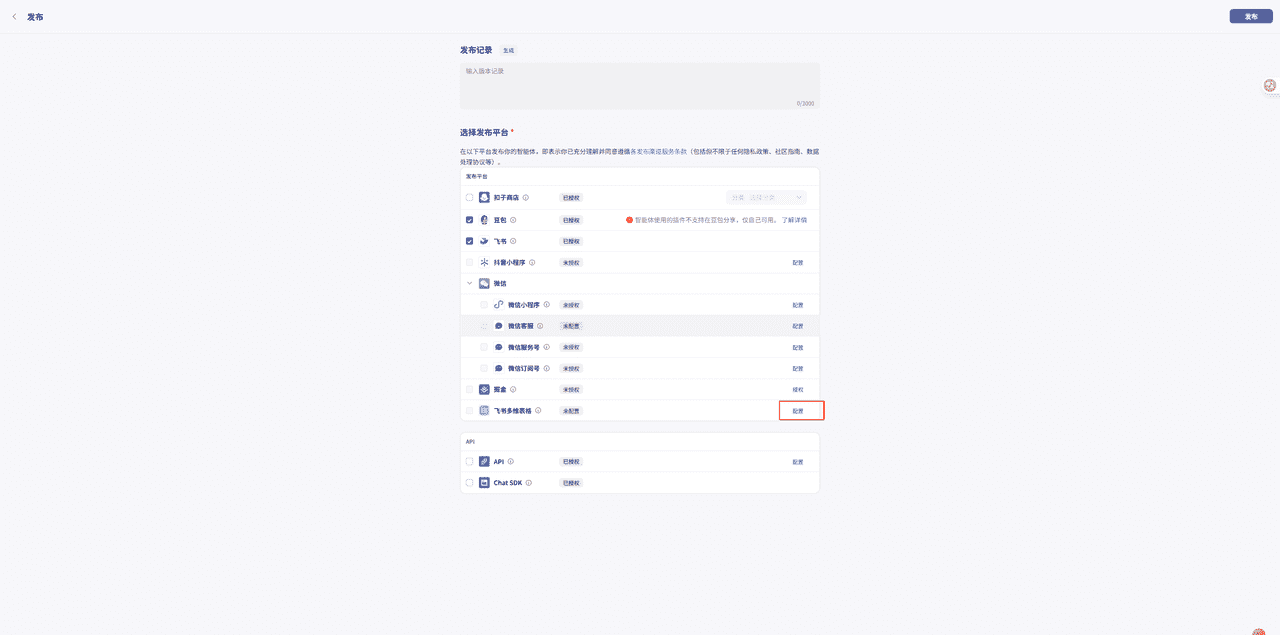 发布
发布
发布记录 生成
输入版本记录
0/2000
选择发布平台 *
在以下平台发布你的智能体，即表示你已充分理解并同意遵循各发布渠道服务条款（包括但不限于任何隐私政策、社区指南、数据
处理协议等）。
发布平台
扣子商店 已授权 分类
豆包 已授权 智能体使用的插件不支持在豆包分享，仅自己可用。 了解详情
飞书 已授权
抖音小程序 未授权 配置
微信
微信小程序 未授权 配置
微信客服 未配置 配置
微信服务号 未授权 配置
微信订阅号 未授权 配置
掘金 未授权 授权
飞书多维表格 未配置 配置
API
API 已授权 配置
Chat SDK 已授权